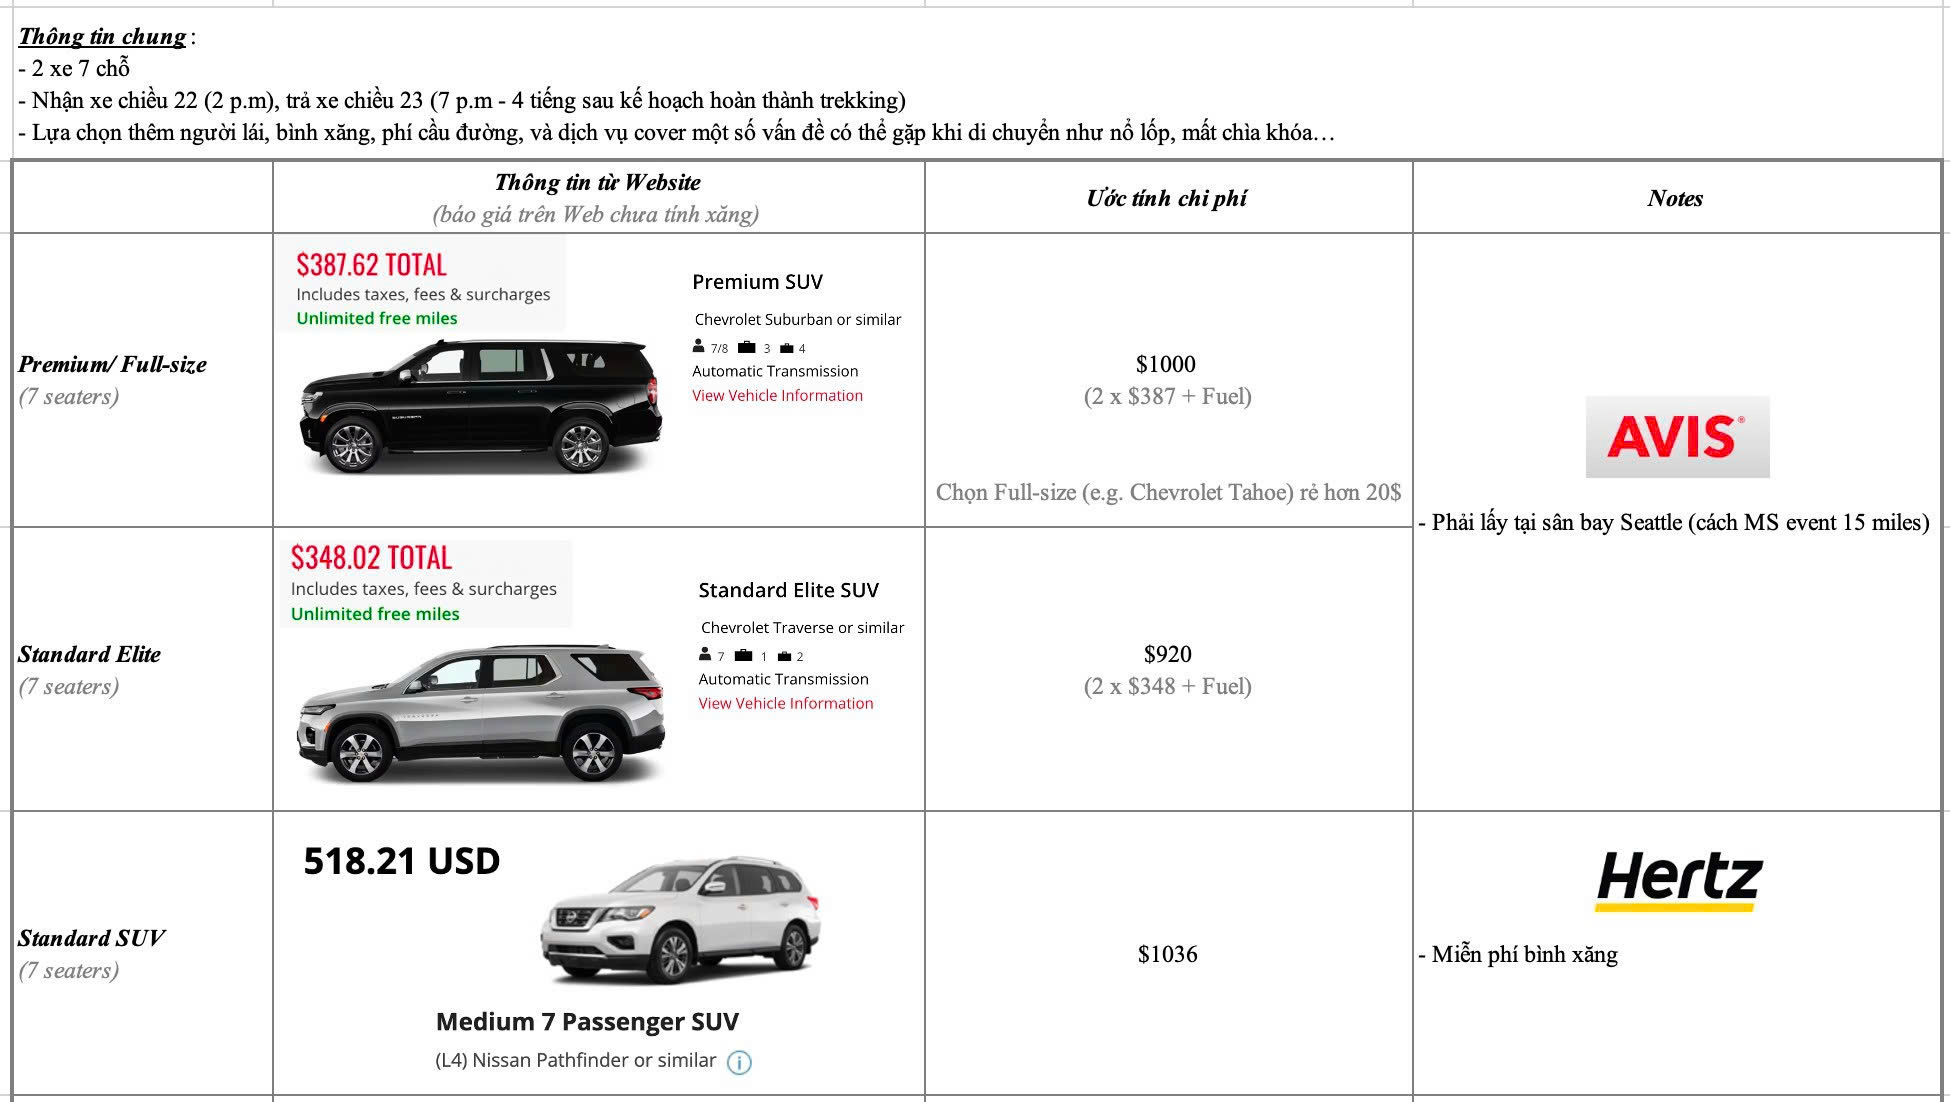 Thông tin chung :
- 2 xe 7 chỗ
- Nhận xe chiều 22 (2 p.m), trả xe chiều 23 (7 p.m - 4 tiếng sau kế hoạch hoàn thành trekking)
- Lựa chọn thêm người lái, bình xăng, phí cầu đường, và dịch vụ cover một số vấn đề có thể gặp khi di chuyển như nổ lốp, mất chìa khóa…
Thông tin từ Website
(báo giá trên Web chưa tính xăng)
Ước tính chi phí
Notes
Premium/ Full-size
(7 seaters)
$387.62 TOTAL
Includes taxes, fees & surcharges
Unlimited free miles
Premium SUV
Chevrolet Suburban or similar
7/8 3 4
Automatic Transmission
View Vehicle Information
$1000
(2 x $387 + Fuel)
Chọn Full-size (e.g. Chevrolet Tahoe) rẻ hơn 20$
AVIS®
- Phải lấy tại sân bay Seattle (cách MS event 15 miles)
Standard Elite
(7 seaters)
$348.02 TOTAL
Includes taxes, fees & surcharges
Unlimited free miles
Standard Elite SUV
Chevrolet Traverse or similar
7 1 2
Automatic Transmission
View Vehicle Information
$920
(2 x $348 + Fuel)
Standard SUV
(7 seaters)
518.21 USD
Medium 7 Passenger SUV
(L4) Nissan Pathfinder or similar
$1036
Hertz
- Miễn phí bình xăng